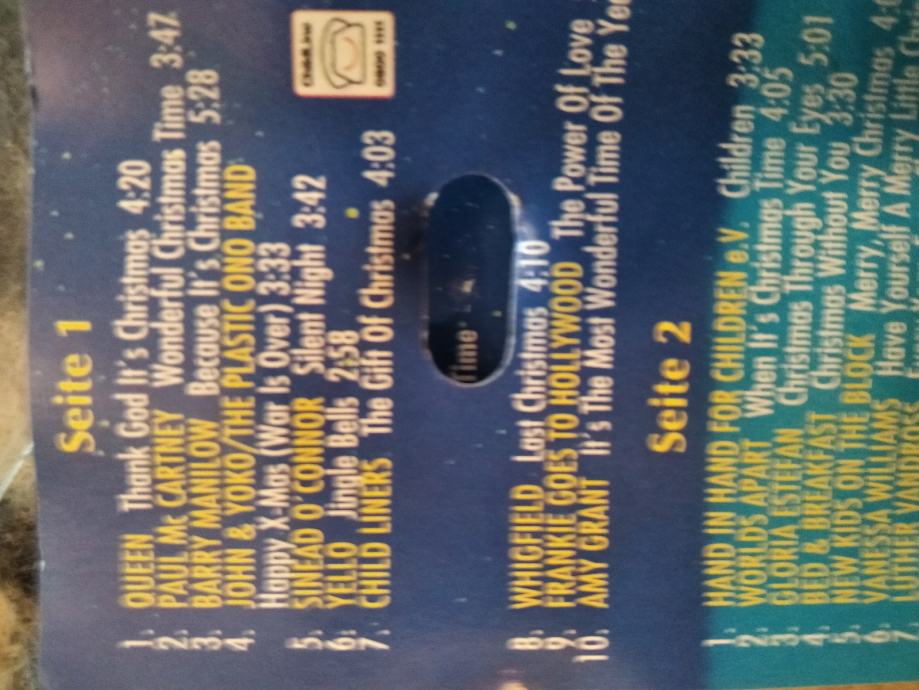 Seite 1
1. QUEEN Thank God It's Christmas 4:20
2. PAUL Mc CARTNEY Wonderful Christmas Time 3:47
3. BARRY MANILOW Because It's Christmas 5:28
4. JOHN & YOKO/THE PLASTIC ONO BAND
Happy X-Mas (War Is Over) 3:33
5. SINEAD O'CONNOR Silent Night 3:42
6. YELLO Jingle Bells 2:58
7. CHILD LINERS The Gift Of Christmas 4:03
Time
8. WHIGFIELD Last Christmas 4:10
9. FRANKIE GOES TO HOLLYWOOD The Power Of Love
10. AMY GRANT It's The Most Wonderful Time Of The
Seite 2
1. HAND IN HAND FOR CHILDREN e.V. Children 3:33
2. WORLDS APART When It's Christmas Time 4:05
3. GLORIA ESTEFAN Christmas Through Your Eyes 5:01
4. BED & BREAKFAST Christmas Without You 3:30
5. NEW KIDS ON THE BLOCK Merry, Merry Christmas
6. VANESSA WILLIAMS Have Yourself A Merry Little
7.
ChildLine
0800 1111